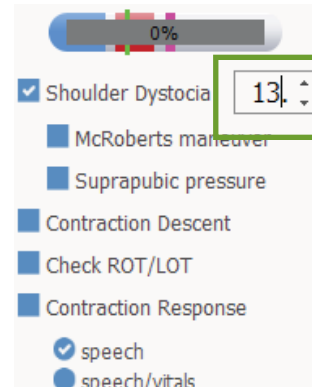 0%
Shoulder Dystocia 13.
McRoberts maneuver
Suprapubic pressure
Contraction Descent
Check ROT/LOT
Contraction Response
speech
speech/vitals